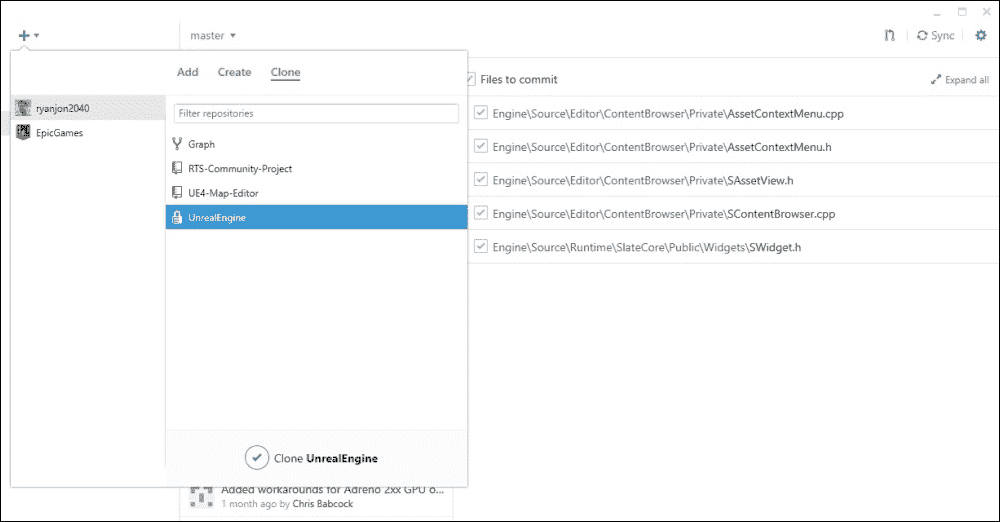 master
Sync
Add Create Clone
Files to commit
Expand all
ryanjon2040
EpicGames
Filter repositories
Graph
RTS-Community-Project
UE4-Map-Editor
UnrealEngine
Clone UnrealEngine
Engine\Source\Editor\ContentBrowser\Private\AssetContextMenu.cpp
Engine\Source\Editor\ContentBrowser\Private\AssetContextMenu.h
Engine\Source\Editor\ContentBrowser\Private\SAssetView.h
Engine\Source\Editor\ContentBrowser\Private\SContentBrowser.cpp
Engine\Source\Runtime\SlateCore\Public\Widgets\SWidget.h
Added workarounds for Adreno 2xx GPU o...
1 month ago by Chris Babcock